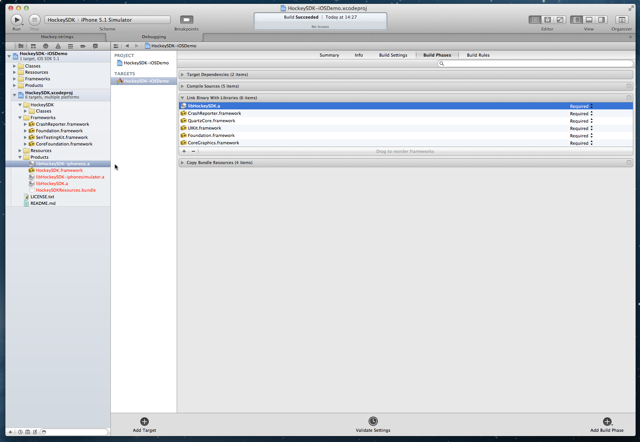 HockeySDK-iOSDemo.xcodeproj
HockeySDK
iPhone 5.1 Simulator
Build Succeeded
Today at 14:27
No Issues
Run
Stop
Scheme
Breakpoints
Editor
View
Organizer
Hockey.strings
Debugging
HockeySDK-iOSDemo
HockeySDK-iOSDemo
1 target, iOS SDK 5.1
Classes
Ressources
Frameworks
Products
HockeySDK.xcodeproj
6 targets, multiple platforms
HockeySDK
Classes
Frameworks
CrashReporter.framework
Foundation.framework
SenTestingKit.framework
CoreFoundation.framework
Resources
Products
libHockeySDK-iphoneos.a
HockeySDK.framework
libHockeySDK-iphonesimulator.a
libHockeySDK.a
HockeySDKResources.bundle
LICENSE.txt
README.md
PROJECT
HockeySDK-iOSDemo
TARGETS
HockeySDK-iOSDemo
Summary
Info
Build Settings
Build Phases
Build Rules
Target Dependencies (2 items)
Compile Sources (5 items)
Link Binary With Libraries (6 items)
libHockeySDK.a Required
CrashReporter.framework Required
QuartzCore.framework Required
UIKit.framework Required
Foundation.framework Required
CoreGraphics.framework Required
Drag to reorder frameworks
Copy Bundle Resources (4 items)
Add Target
Validate Settings
Add Build Phase